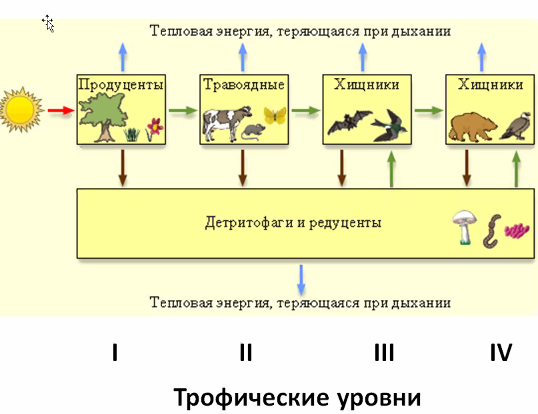 Тепловая энергия, теряющаяся при дыхании
Продуценты
Травоядные
Хищники
Хищники
Детритофаги и редуценты
Тепловая энергия, теряющаяся при дыхании
I II III IV
Трофические уровни